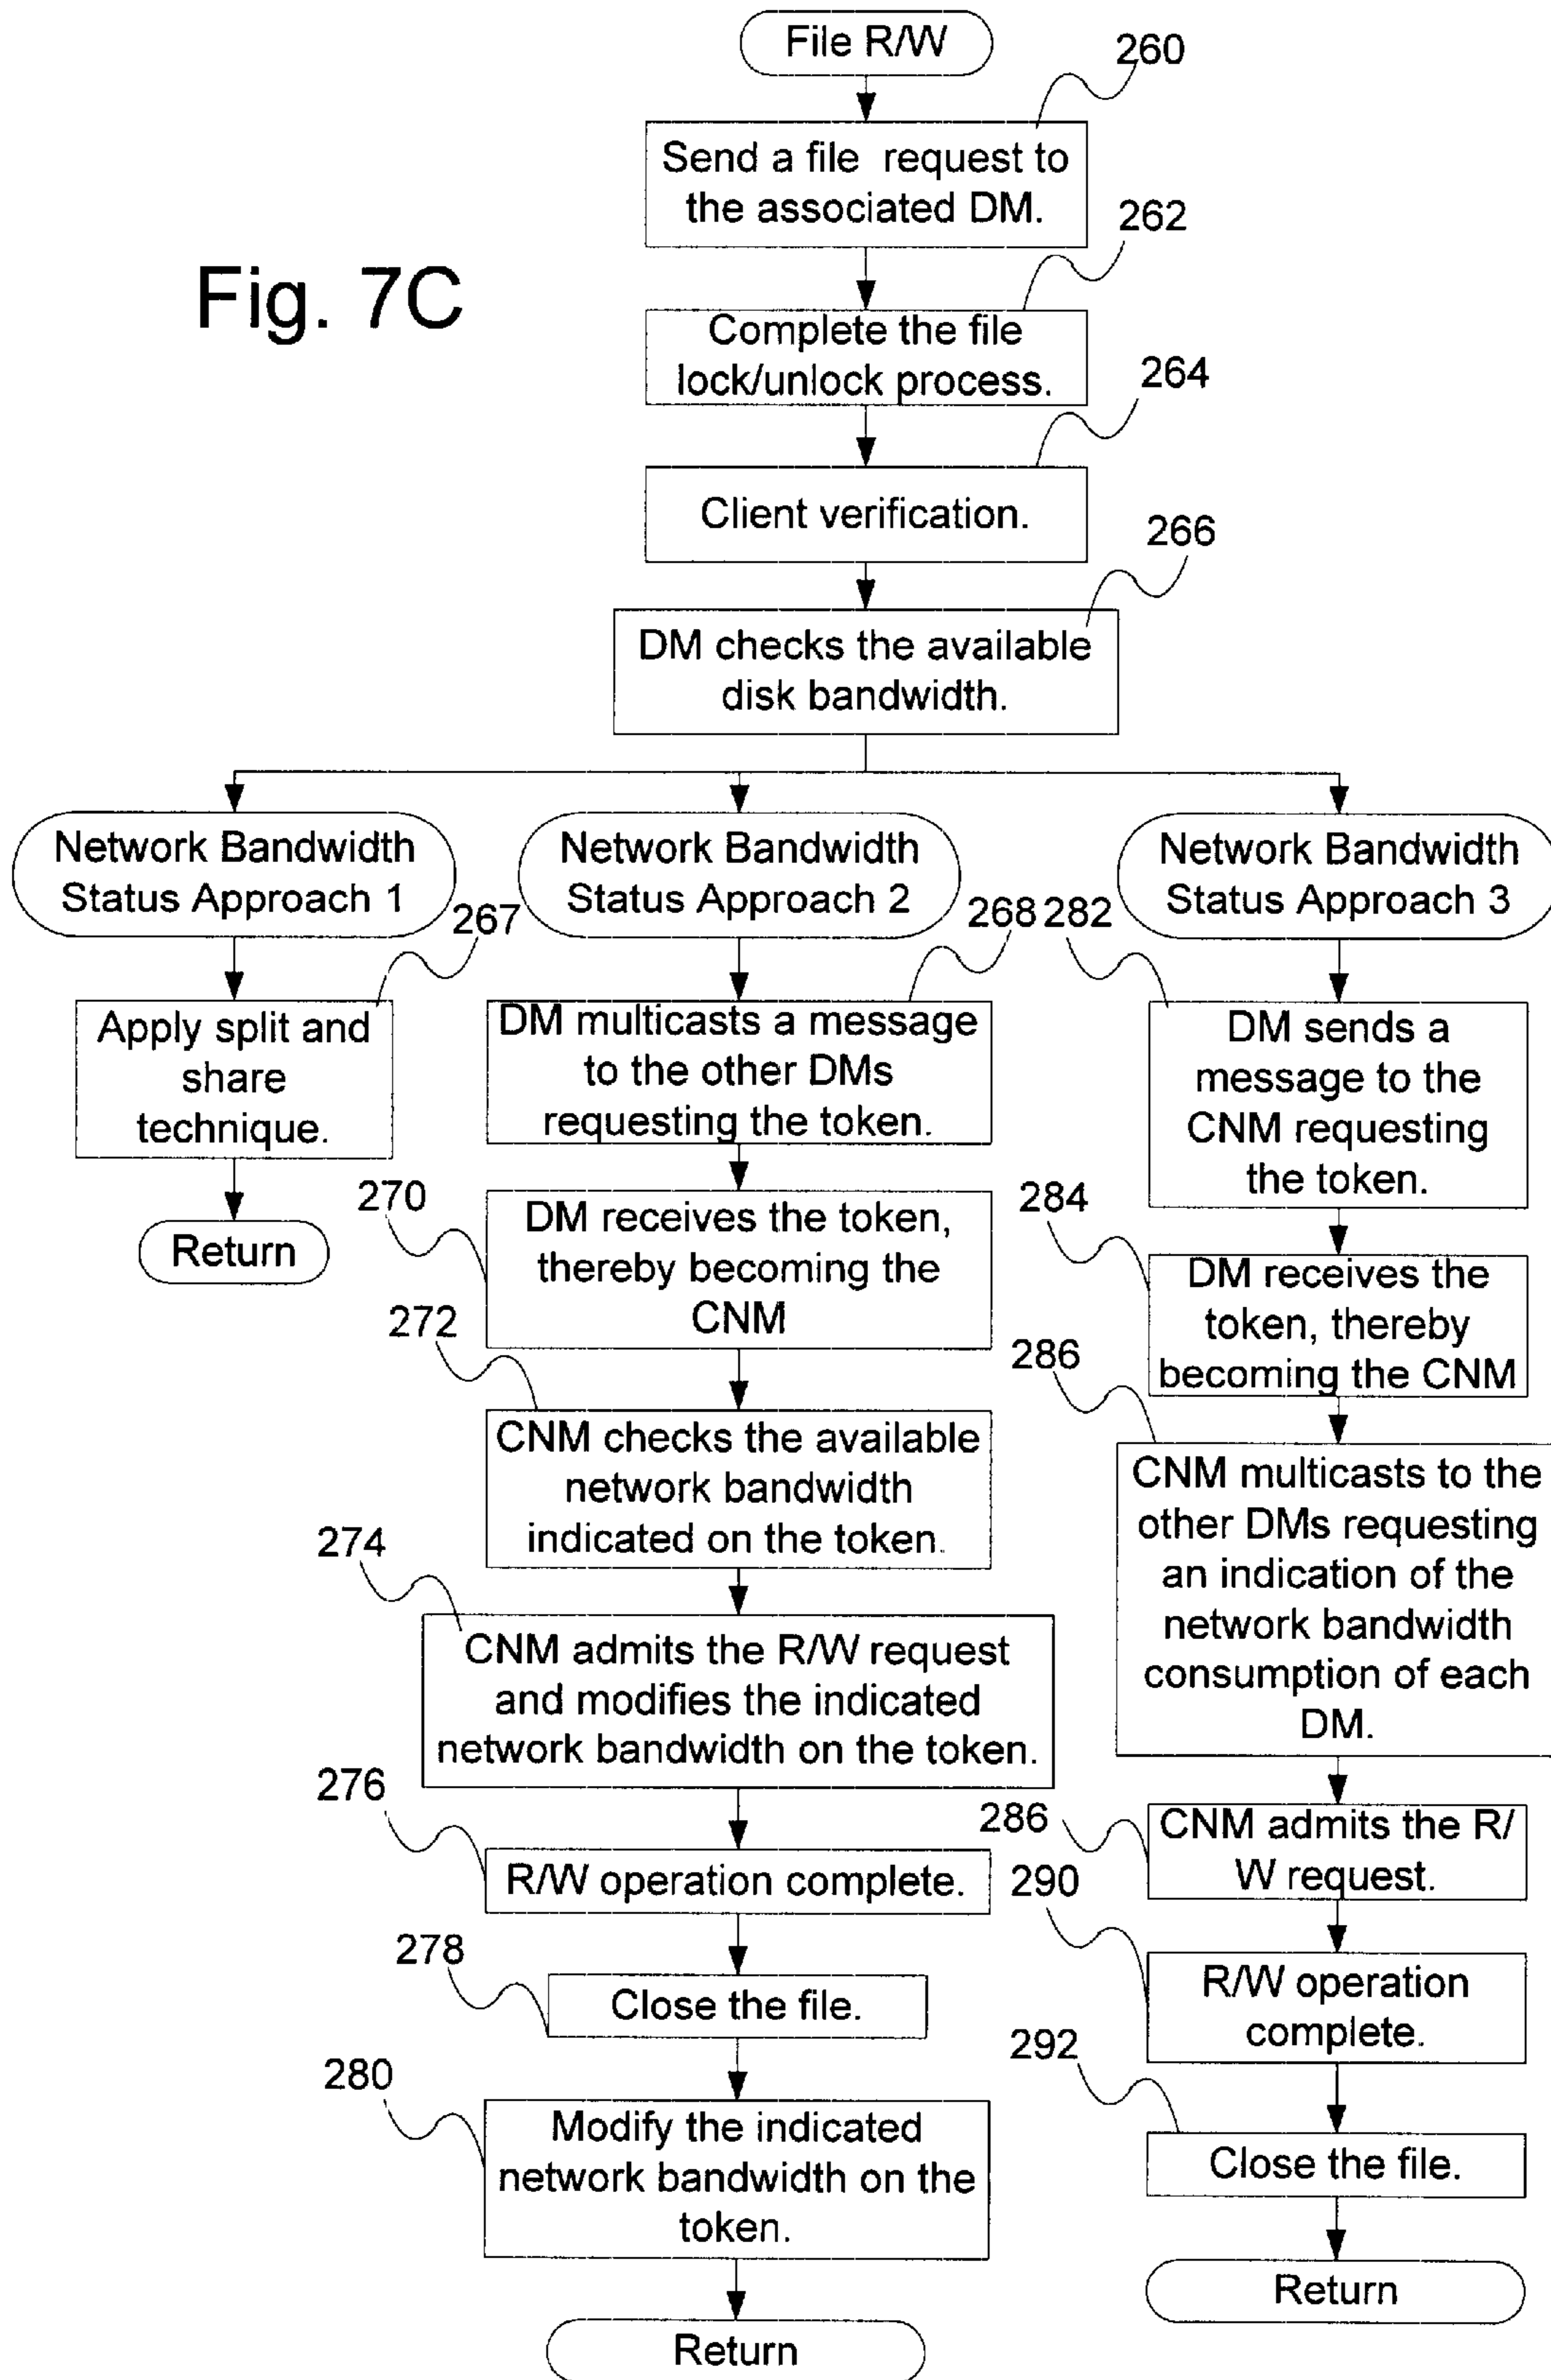 File R/W
260
Send a file request to
the associated DM.
262
Fig. 7C
Complete the file
lock/unlock process.
264
Client verification.
266
DM checks the available
disk bandwidth.
Network Bandwidth
Status Approach 1
267
Apply split and
share
technique.
Return
Network Bandwidth
Status Approach 2
268
DM multicasts a message
to the other DMs
requesting the token.
270
DM receives the token,
thereby becoming the
CNM
272
CNM checks the available
network bandwidth
indicated on the token.
274
CNM admits the R/W request
and modifies the indicated
network bandwidth on the token.
276
R/W operation complete.
278
Close the file.
280
Modify the indicated
network bandwidth on the
token.
Return
Network Bandwidth
Status Approach 3
282
DM sends a
message to the
CNM requesting
the token.
284
DM receives the
token, thereby
becoming the CNM
286
CNM multicasts to the
other DMs requesting
an indication of the
network bandwidth
consumption of each
DM.
286
CNM admits the R/
W request.
290
R/W operation
complete.
292
Close the file.
Return